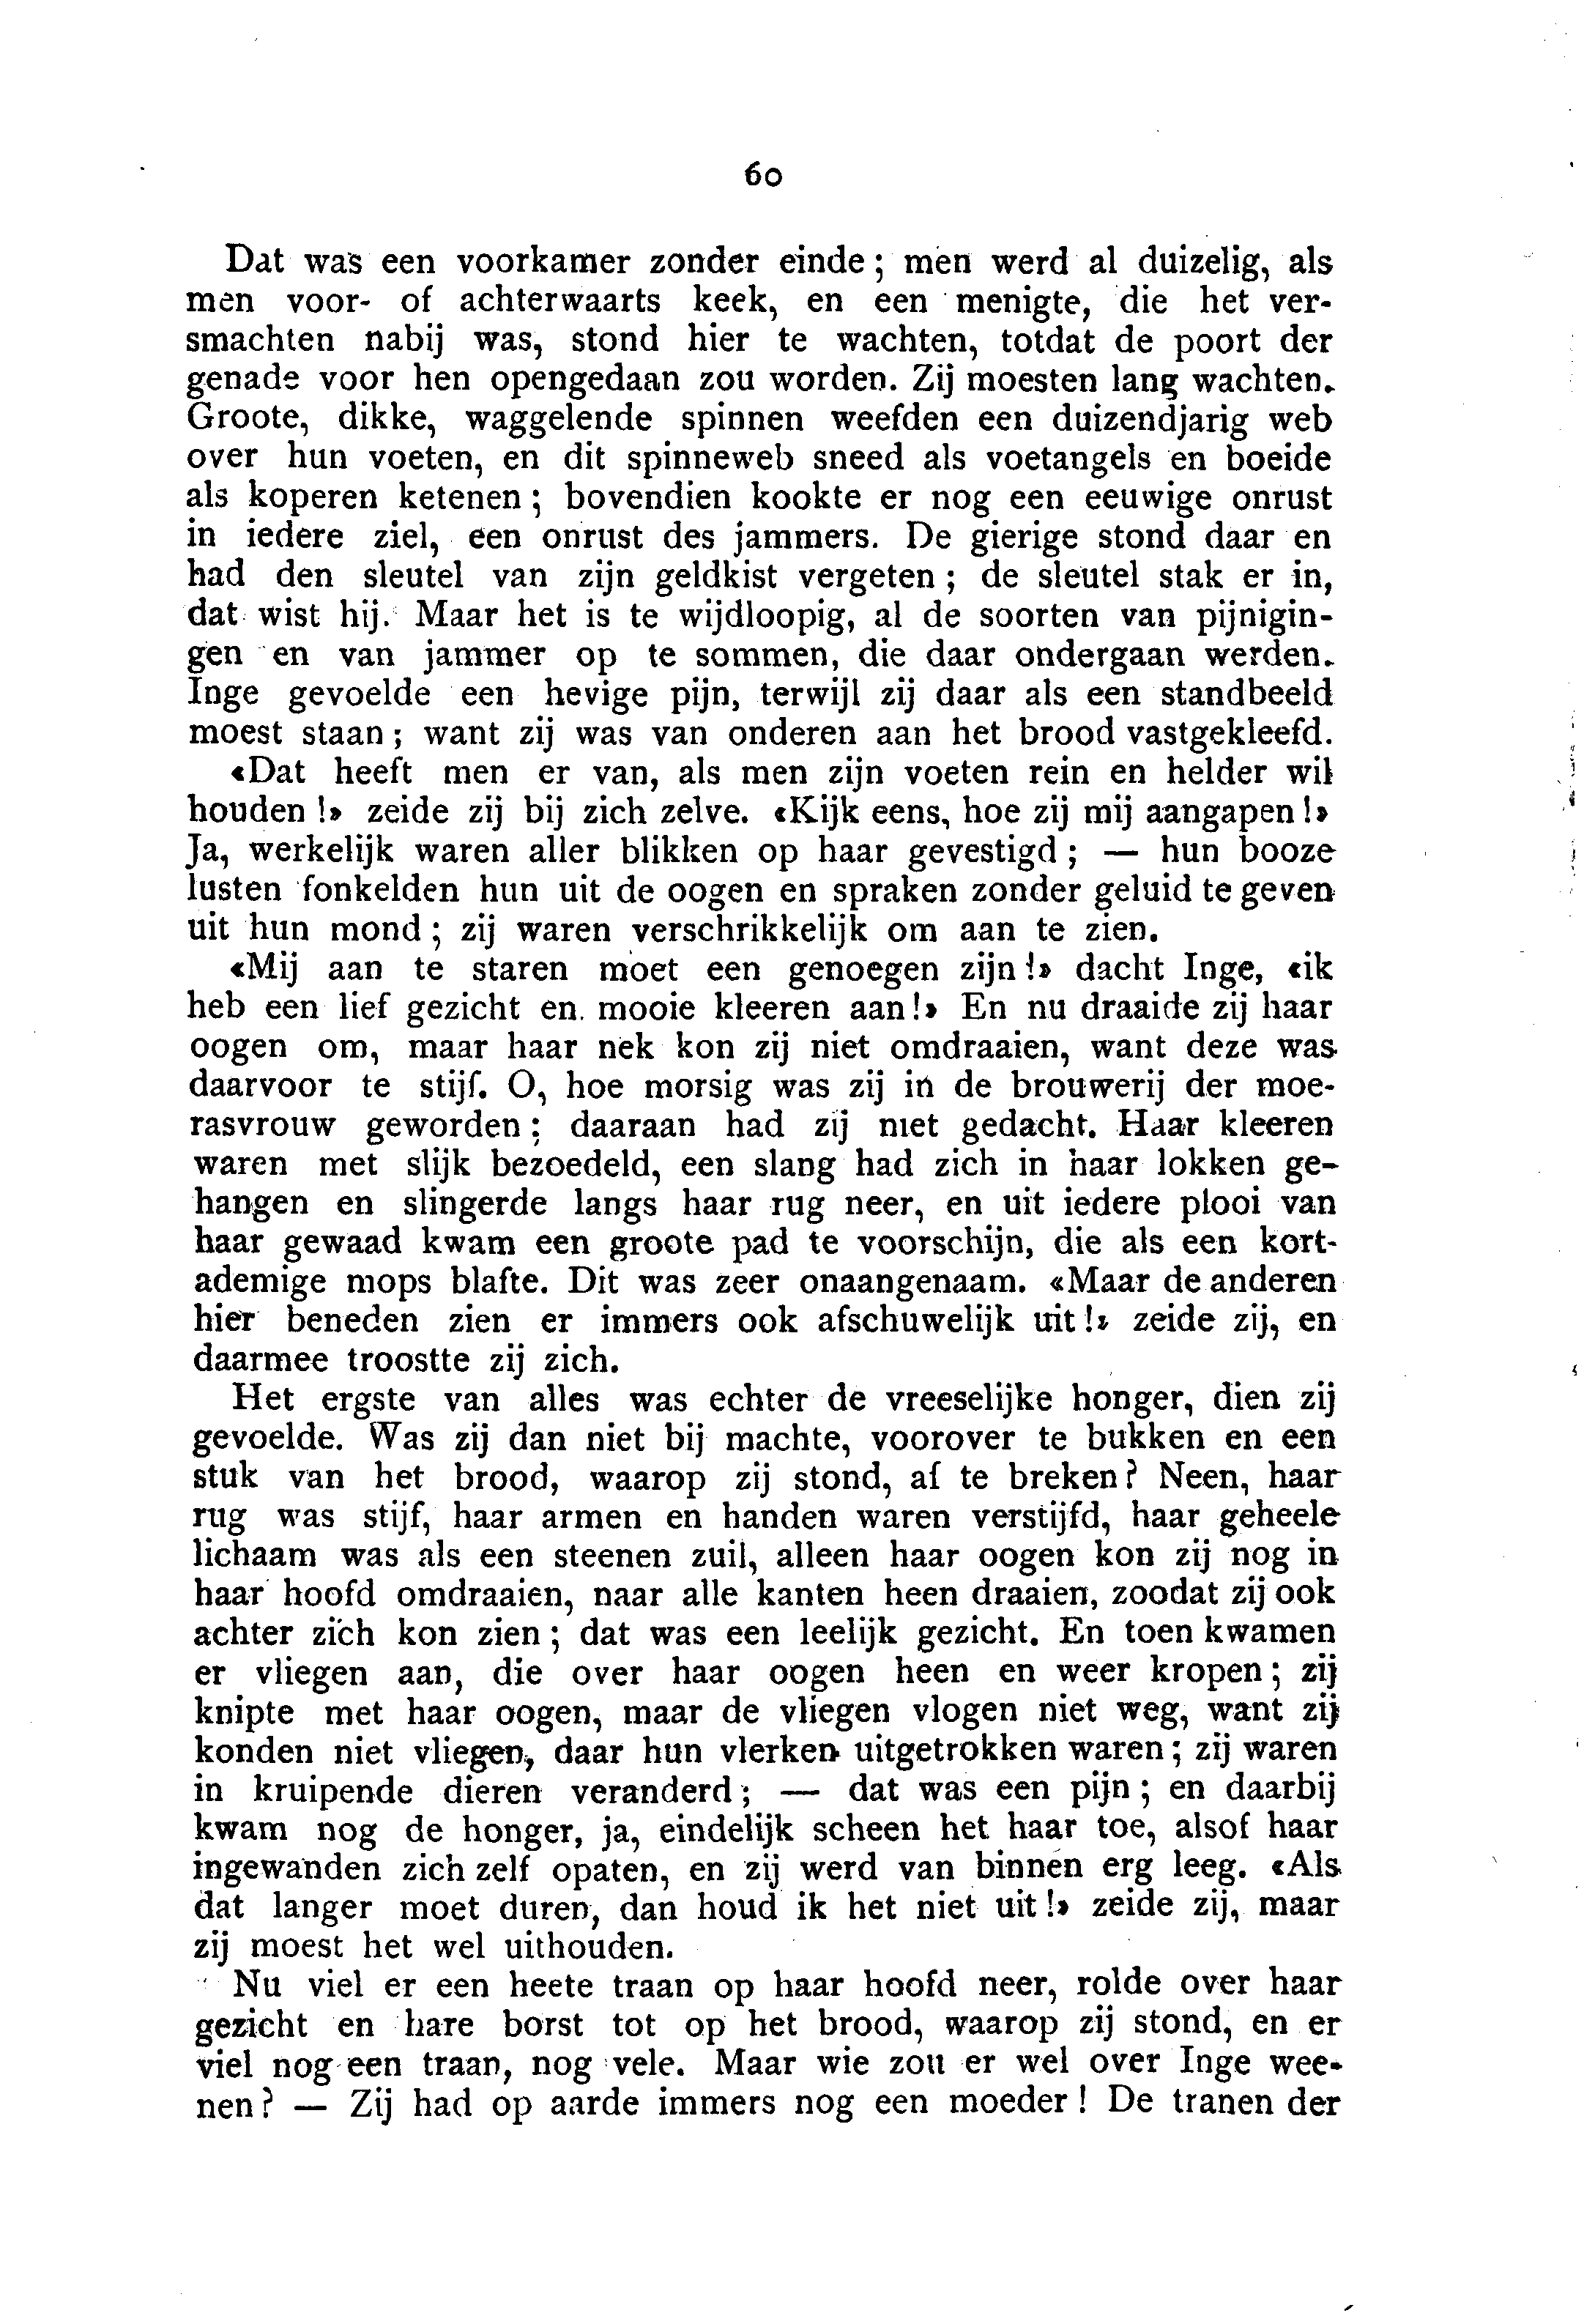 60
Dat was een voorkamer zonder einde; men werd al duizelig, als
men voor- of achterwaarts keek, en een menigte, die het ver-
smachten nabij was, stond hier te wachten, totdat de poort der
genade voor hen opengedaan zou worden. Zij moesten lang wachten.
Groote, dikke, waggelende spinnen weefden een duizendjarig web
over hun voeten, en dit spinneweb sneed als voetangels en boeide
als koperen ketenen; bovendien kookte er nog een eeuwige onrust
in iedere ziel, een onrust des jammers. De gierige stond daar en
had den sleutel van zijn geldkist vergeten; de sleutel stak er in,
dat wist hij. Maar het is te wijdloopig, al de soorten van pijnigin-
gen en van jammer op te sommen, die daar ondergaan werden.
Inge gevoelde een hevige pijn, terwijl zij daar als een standbeeld
moest staan; want zij was van onderen aan het brood vastgekleefd.
«Dat heeft men er van, als men zijn voeten rein en helder wil
houden!» zeide zij bij zich zelve. «Kijk eens, hoe zij mij aangapen!»
Ja, werkelijk waren aller blikken op haar gevestigd; — hun booze
lusten fonkelden hun uit de oogen en spraken zonder geluid te geven
uit hun mond; zij waren verschrikkelijk om aan te zien.
«Mij aan te staren moet een genoegen zijn!» dacht Inge, «ik
heb een lief gezicht en mooie kleeren aan!» En nu draaide zij haar
oogen om, maar haar nek kon zij niet omdraaien, want deze was
daarvoor te stijf. O, hoe morsig was zij in de brouwerij der moe-
rasvrouw geworden; daaraan had zij niet gedacht. Haar kleeren
waren met slijk bezoedeld, een slang had zich in haar lokken ge-
hangen en slingerde langs haar rug neer, en uit iedere plooi van
haar gewaad kwam een groote pad te voorschijn, die als een kort-
ademige mops blafte. Dit was zeer onaangenaam. «Maar de anderen
hier beneden zien er immers ook afschuwelijk uit!» zeide zij, en
daarmee troostte zij zich.
Het ergste van alles was echter de vreeselijke honger, dien zij
gevoelde. Was zij dan niet bij machte, voorover te bukken en een
stuk van het brood, waarop zij stond, af te breken? Neen, haar
rug was stijf, haar armen en handen waren verstijfd, haar geheele
lichaam was als een steenen zuil, alleen haar oogen kon zij nog in
haar hoofd omdraaien, naar alle kanten heen draaien, zoodat zij ook
achter zich kon zien; dat was een leelijk gezicht. En toen kwamen
er vliegen aan, die over haar oogen heen en weer kropen; zij
knipte met haar oogen, maar de vliegen vlogen niet weg, want zij
konden niet vliegen, daar hun vlerken uitgetrokken waren; zij waren
in kruipende dieren veranderd; — dat was een pijn; en daarbij
kwam nog de honger, ja, eindelijk scheen het haar toe, alsof haar
ingewanden zich zelf opaten, en zij werd van binnen erg leeg. «Als
dat langer moet duren, dan houd ik het niet uit!» zeide zij, maar
zij moest het wel uithouden.
Nu viel er een heete traan op haar hoofd neer, rolde over haar
gezicht en hare borst tot op het brood, waarop zij stond, en er
viel nog een traan, nog vele. Maar wie zou er wel over Inge wee-
nen? — Zij had op aarde immers nog een moeder! De tranen der